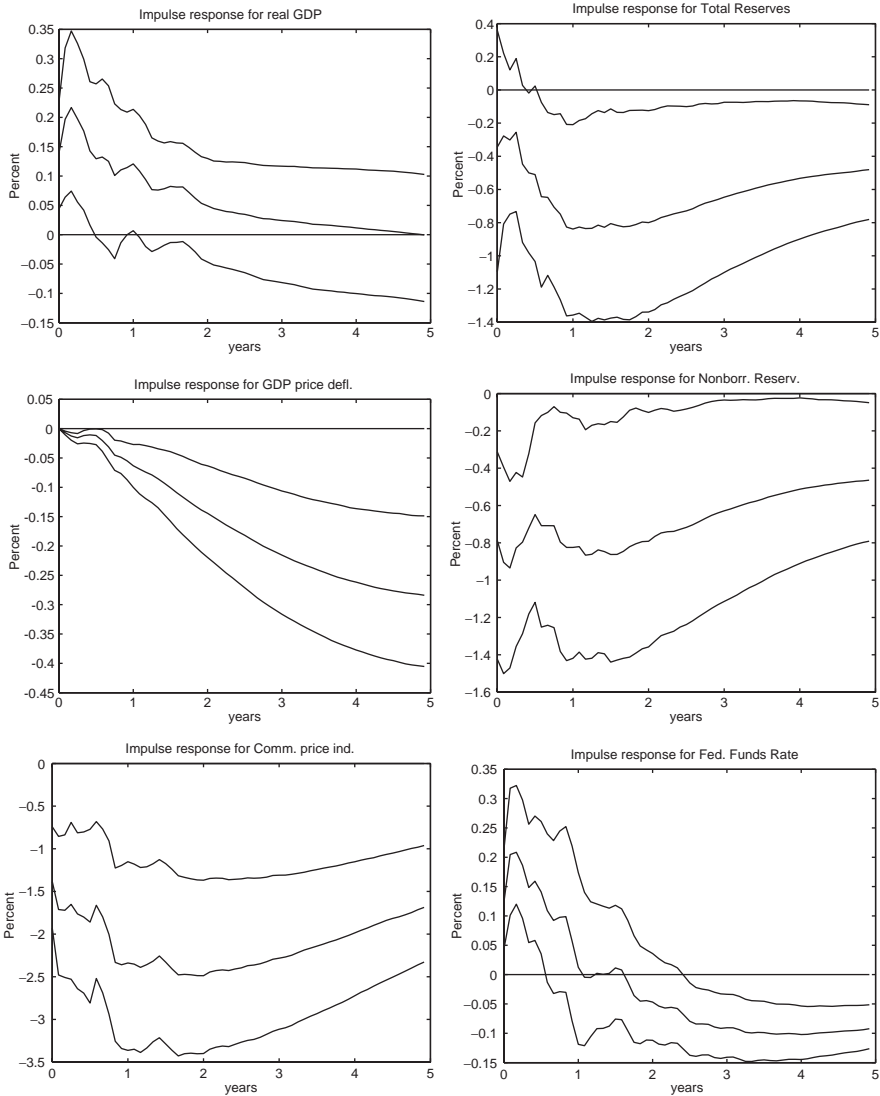 Impulse response for real GDP
0.35
0.3
0.25
0.2
0.15
0.1
0.05
0
−0.05
−0.1
−0.15
Percent
0 1 2 3 4 5
years
Impulse response for Total Reserves
0.4
0.2
0
−0.2
−0.4
−0.6
−0.8
−1
−1.2
−1.4
Percent
0 1 2 3 4 5
years
Impulse response for GDP price defl.
0.05
0
-0.05
-0.1
-0.15
-0.2
-0.25
-0.3
-0.35
-0.4
-0.45
Percent
0 1 2 3 4 5
years
Impulse response for Nonborr. Reserv.
0
−0.2
−0.4
−0.6
−0.8
−1
−1.2
−1.4
−1.6
Percent
0 1 2 3 4 5
years
Impulse response for Comm. price ind.
0
−0.5
−1
−1.5
−2
−2.5
−3
−3.5
Percent
0 1 2 3 4 5
years
Impulse response for Fed. Funds Rate
0.35
0.3
0.25
0.2
0.15
0.1
0.05
0
−0.05
−0.1
−0.15
Percent
0 1 2 3 4 5
years